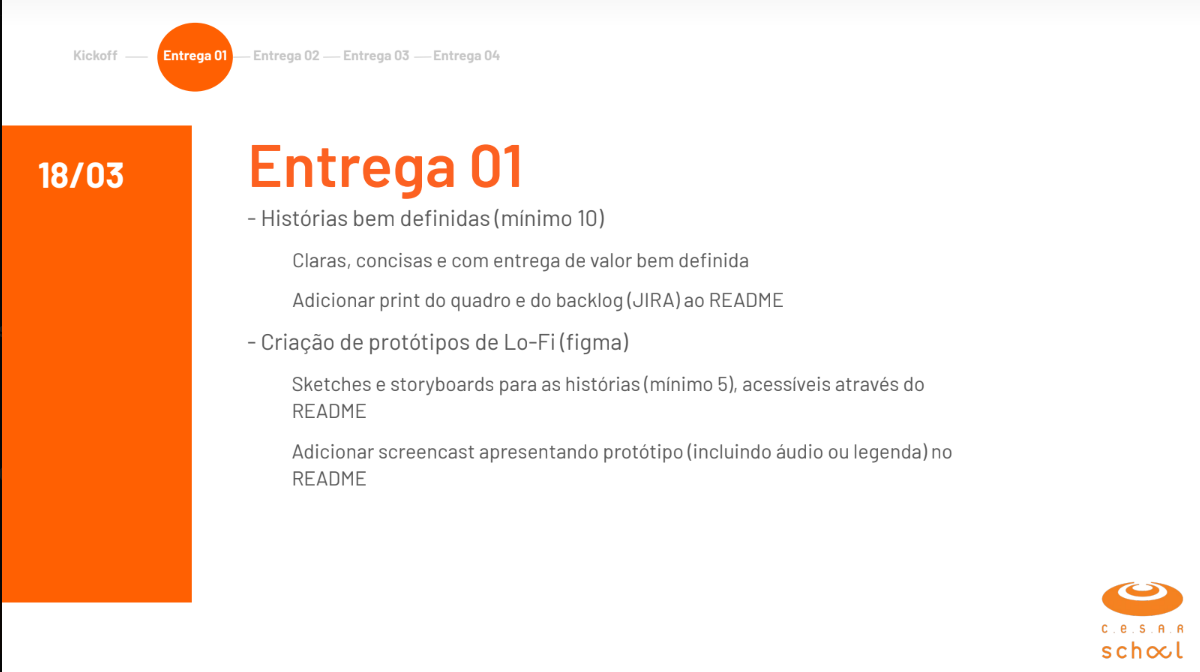 Kickoff — Entrega 01 — Entrega 02 — Entrega 03 — Entrega 04
18/03
Entrega 01
- Histórias bem definidas (mínimo 10)
Claras, concisas e com entrega de valor bem definida
Adicionar print do quadro e do backlog (JIRA) ao README
- Criação de protótipos de Lo-Fi (figma)
Sketches e storyboards para as histórias (mínimo 5), acessíveis através do
README
Adicionar screencast apresentando protótipo (incluindo áudio ou legenda) no
README
c.e.s.a.r
school